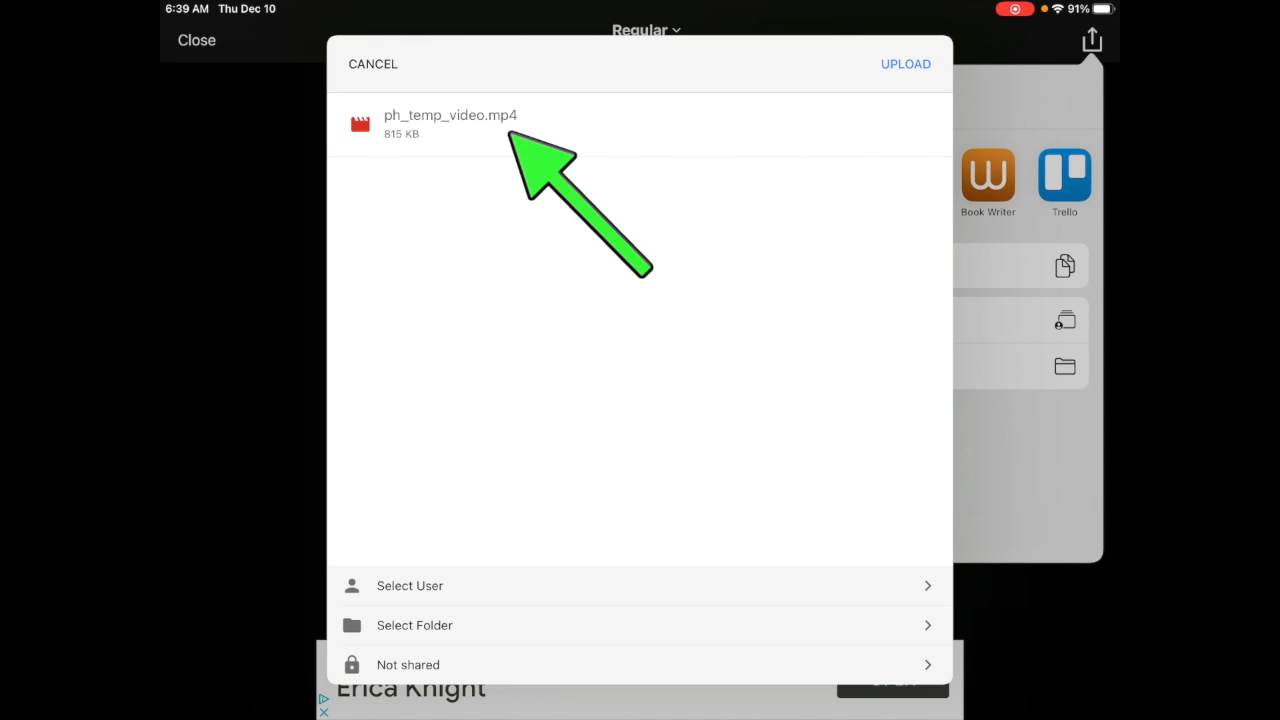 6:39 AM Thu Dec 10
91%
Close
Regular
CANCEL
UPLOAD
ph_temp_video.mp4
815 KB
Book Writer
Trello
Select User
Select Folder
Not shared
Erica Knight